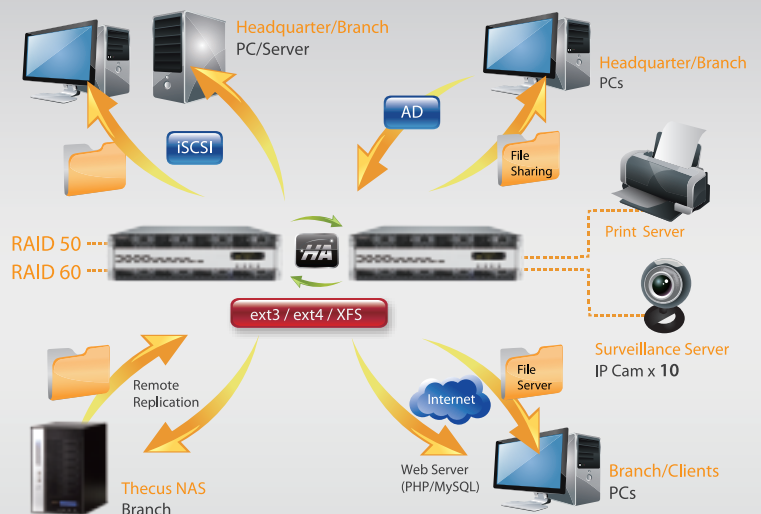 Headquarter/Branch
PC/Server
Headquarter/Branch
PCs
iSCSI
AD
File
Sharing
Print Server
RAID 50
RAID 60
HA
ext3 / ext4 / XFS
Surveillance Server
IP Cam x 10
Remote
Replication
Internet
File
Server
Thecus NAS
Branch
Web Server
(PHP/MySQL)
Branch/Clients
PCs